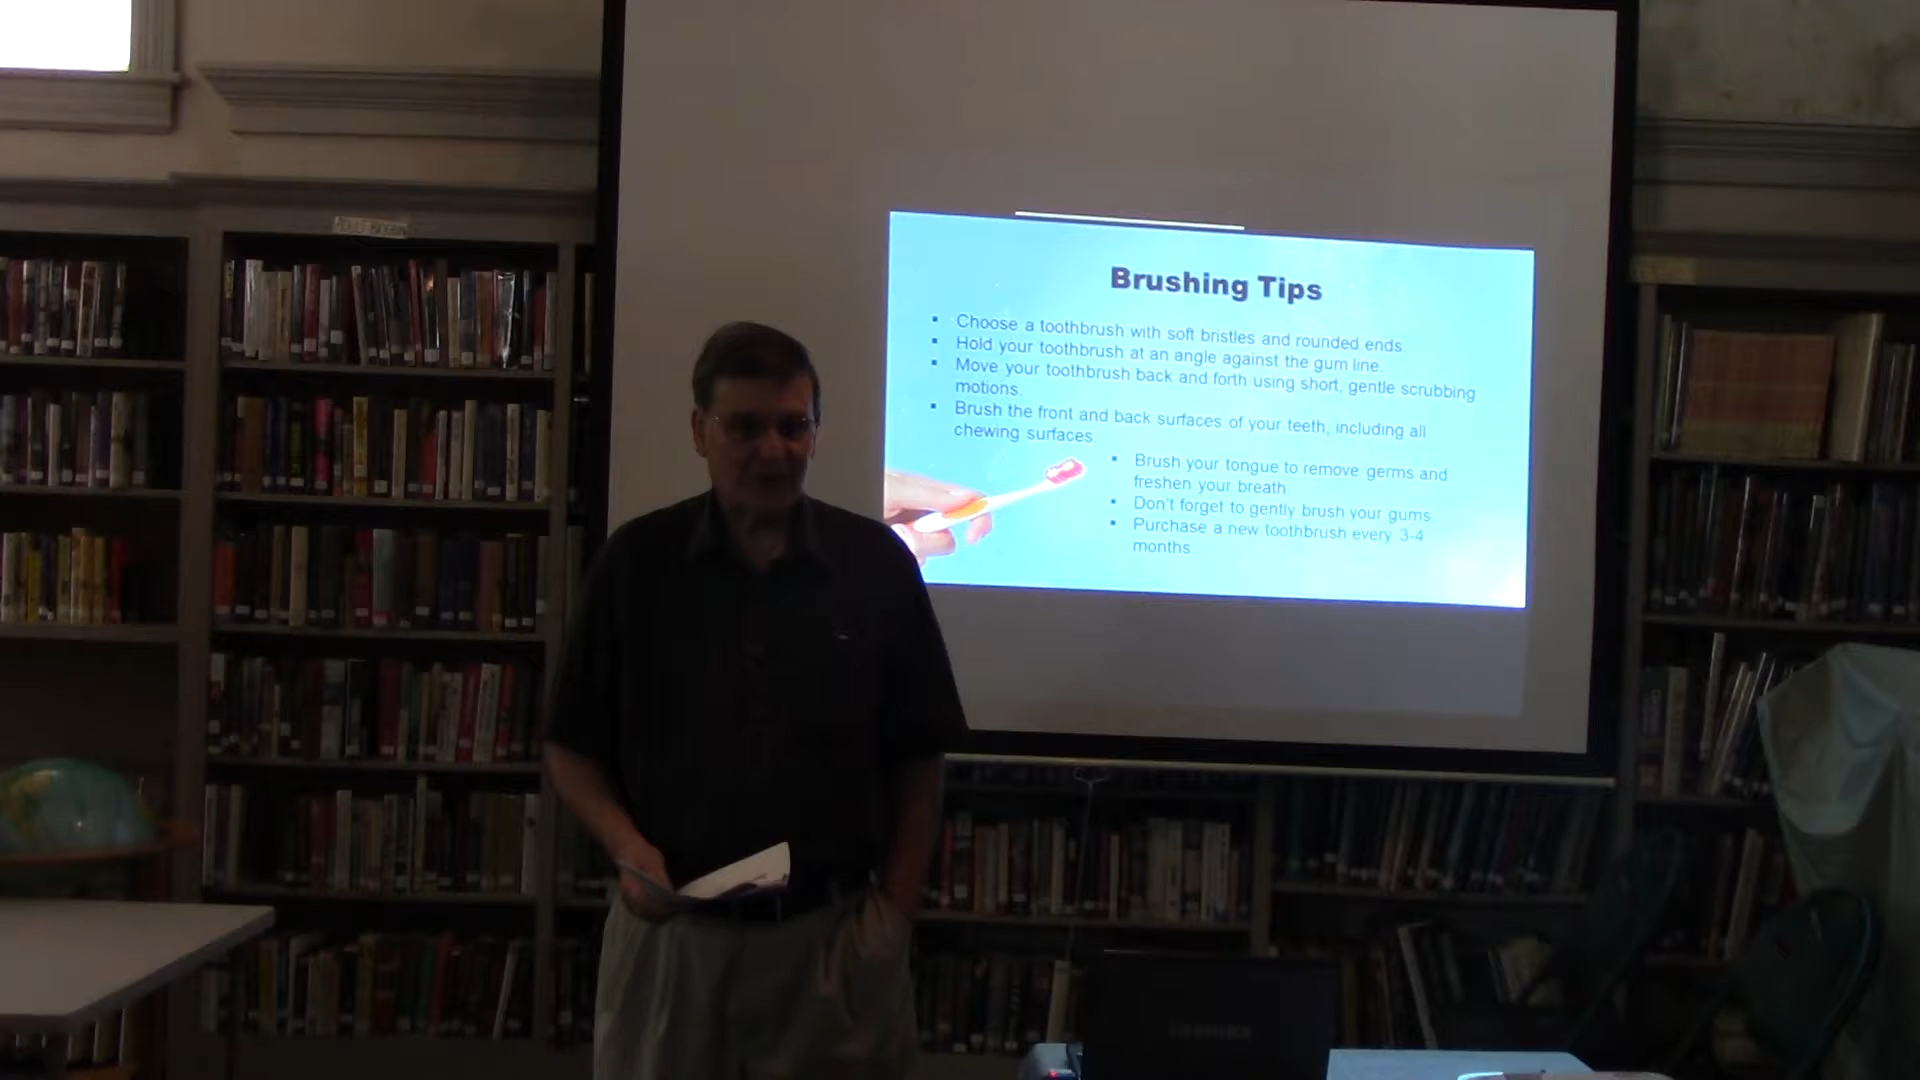 ADULT FICTION
Brushing Tips
Choose a toothbrush with soft bristles and rounded ends.
Hold your toothbrush at an angle against the gum line.
Move your toothbrush back and forth using short, gentle scrubbing
motions.
Brush the front and back surfaces of your teeth, including all
chewing surfaces.
Brush your tongue to remove germs and
freshen your breath.
Don't forget to gently brush your gums.
Purchase a new toothbrush every 3-4
months.
TOSHIBA